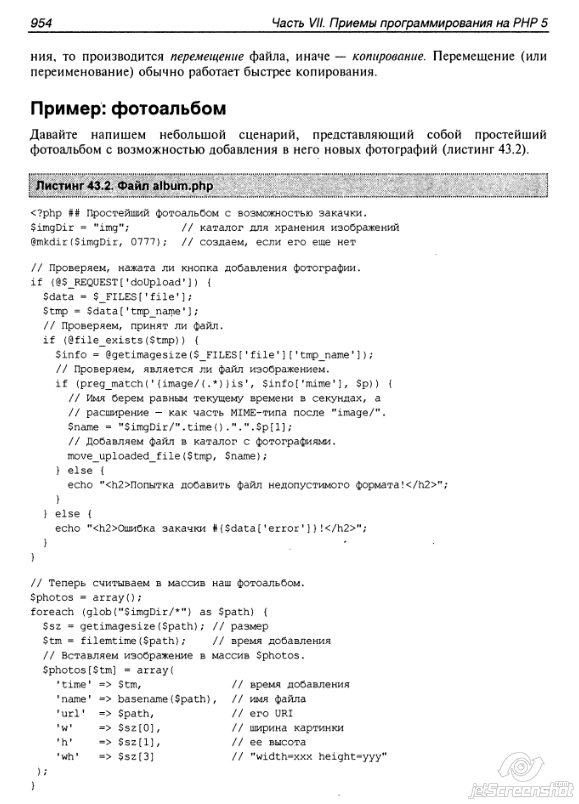 954 Часть VII. Приемы программирования на PHP 5
ния, то производится перемещение файла, иначе — копирование. Перемещение (или
переименование) обычно работает быстрее копирования.
Пример: фотоальбом
Давайте напишем небольшой сценарий, представляющий собой простейший
фотоальбом с возможностью добавления в него новых фотографий (листинг 43.2).
Листинг 43.2. Файл album.php
<?php ## Простейший фотоальбом с возможностью закачки.
$imgDir = "img"; // каталог для хранения изображений
@mkdir($imgDir, 0777); // создаем, если его еще нет
// Проверяем, нажата ли кнопка добавления фотографии.
if (@$_REQUEST['doUpload']) {
$data = $_FILES['file'];
$tmp = $data['tmp_name'];
// Проверяем, принят ли файл.
if (@file_exists($tmp)) {
$info = @getimagesize($_FILES['file']['tmp_name']);
// Проверяем, является ли файл изображением.
if (preg_match('{image/(.*)}is', $info['mime'], $p)) {
// Имя берем равным текущему времени в секундах, а
// расширение — как часть MIME-типа после "image/".
$name = "$imgDir/".time().".".$p[1];
// Добавляем файл в каталог с фотографиями.
move_uploaded_file($tmp, $name);
} else {
echo "<h2>Попытка добавить файл недопустимого формата!</h2>";
}
} else {
echo "<h2>Ошибка закачки #{$data['error']}!</h2>";
}
}
// Теперь считываем в массив наш фотоальбом.
$photos = array();
foreach (glob("$imgDir/*") as $path) {
$sz = getimagesize($path); // размер
$tm = filemtime($path); // время добавления
// Вставляем изображение в массив $photos.
$photos[$tm] = array(
'time' => $tm, // время добавления
'name' => basename($path), // имя файла
'url' => $path, // его URI
'w' => $sz[0], // ширина картинки
'h' => $sz[1], // ее высота
'wh' => $sz[3] // "width=xxx height=yyy"
);
}
jetScreenshot.com